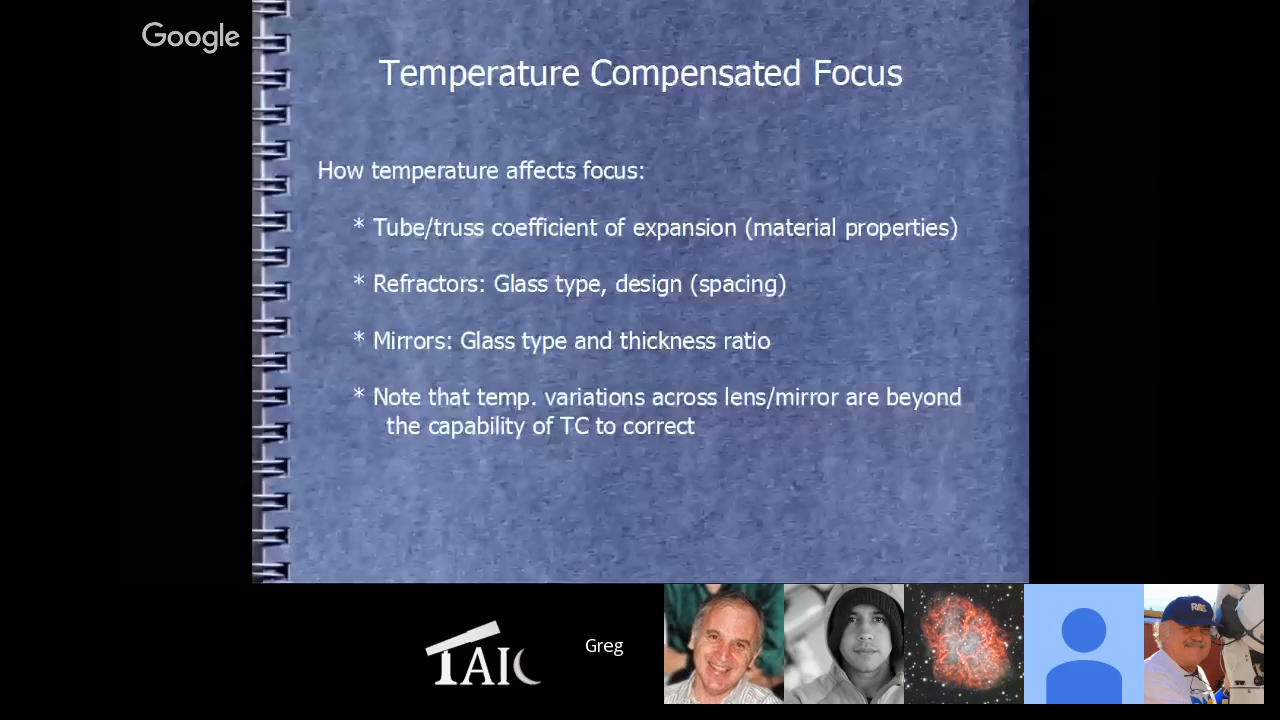 Google
Temperature Compensated Focus
How temperature affects focus:
* Tube/truss coefficient of expansion (material properties)
* Refractors: Glass type, design (spacing)
* Mirrors: Glass type and thickness ratio
* Note that temp. variations across lens/mirror are beyond
the capability of TC to correct
TAIC
Greg